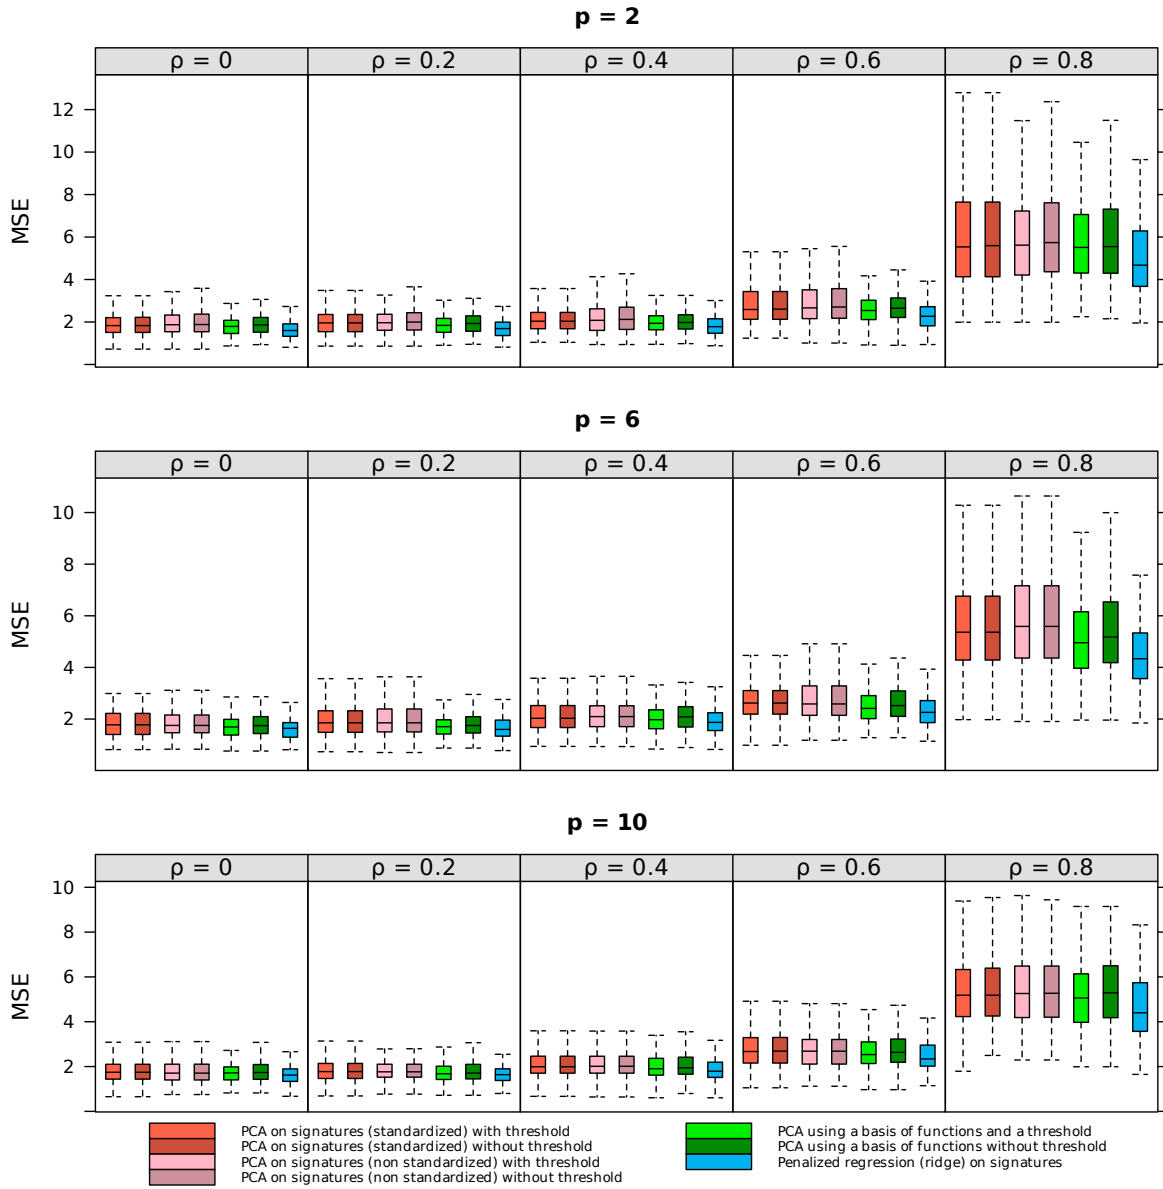 p = 2
ρ = 0 ρ = 0.2 ρ = 0.4 ρ = 0.6 ρ = 0.8
MSE
12
10
8
6
4
2
p = 6
ρ = 0 ρ = 0.2 ρ = 0.4 ρ = 0.6 ρ = 0.8
MSE
10
8
6
4
2
p = 10
ρ = 0 ρ = 0.2 ρ = 0.4 ρ = 0.6 ρ = 0.8
MSE
10
8
6
4
2
PCA on signatures (standardized) with threshold
PCA on signatures (standardized) without threshold
PCA on signatures (non standardized) with threshold
PCA on signatures (non standardized) without threshold
PCA using a basis of functions and a threshold
PCA using a basis of functions without threshold
Penalized regression (ridge) on signatures